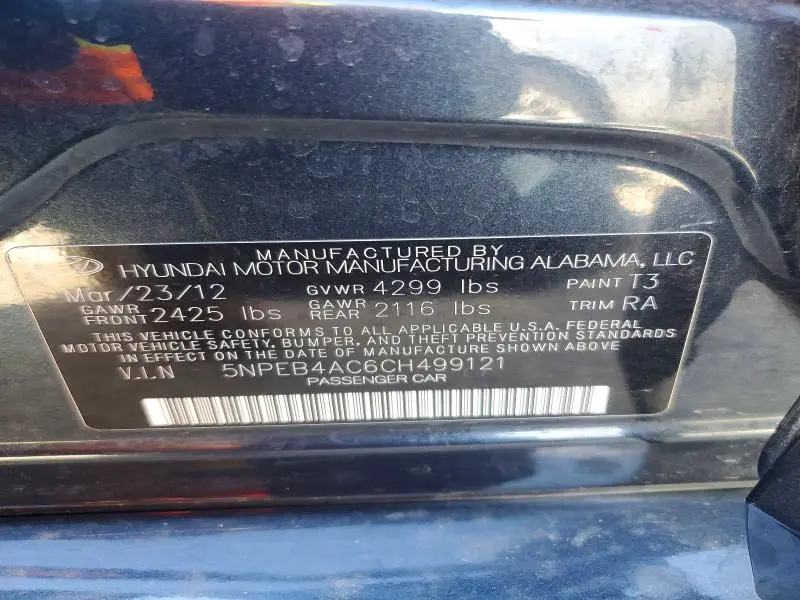 MANUFACTURED BY
HYUNDAI MOTOR MANUFACTURING ALABAMA, LLC
Mar/23/12 GVWR 4299 lbs PAINT T3
GAWR FRONT 2425 lbs GAWR REAR 2116 lbs TRIM RA
THIS VEHICLE CONFORMS TO ALL APPLICABLE U.S.A. FEDERAL
MOTOR VEHICLE SAFETY, BUMPER, AND THEFT PREVENTION STANDARDS
IN EFFECT ON THE DATE OF MANUFACTURE SHOWN ABOVE
V.I.N 5NPEB4AC6CH499121
PASSENGER CAR